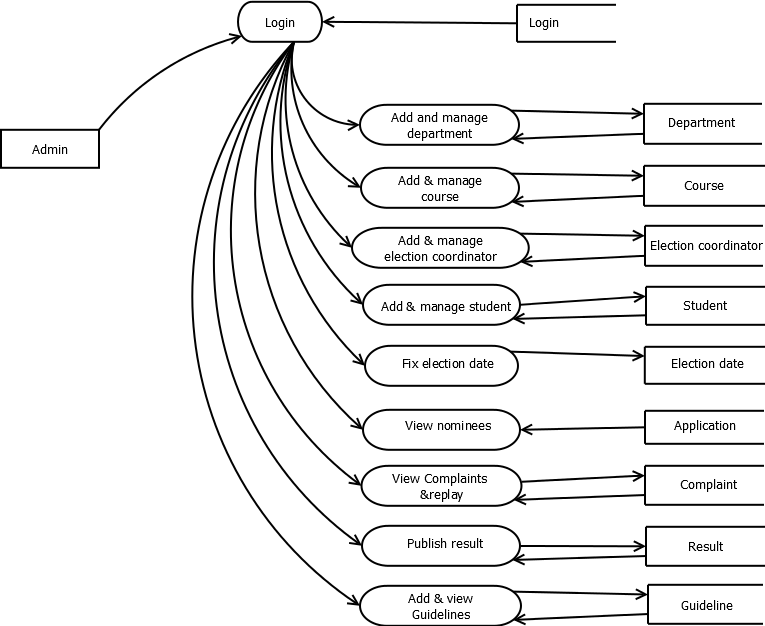 Login
Login
Admin
Add and manage
department
Department
Add & manage
course
Course
Add & manage
election coordinator
Election coordinator
Add & manage student
Student
Fix election date
Election date
View nominees
Application
View Complaints
&replay
Complaint
Publish result
Result
Add & view
Guidelines
Guideline